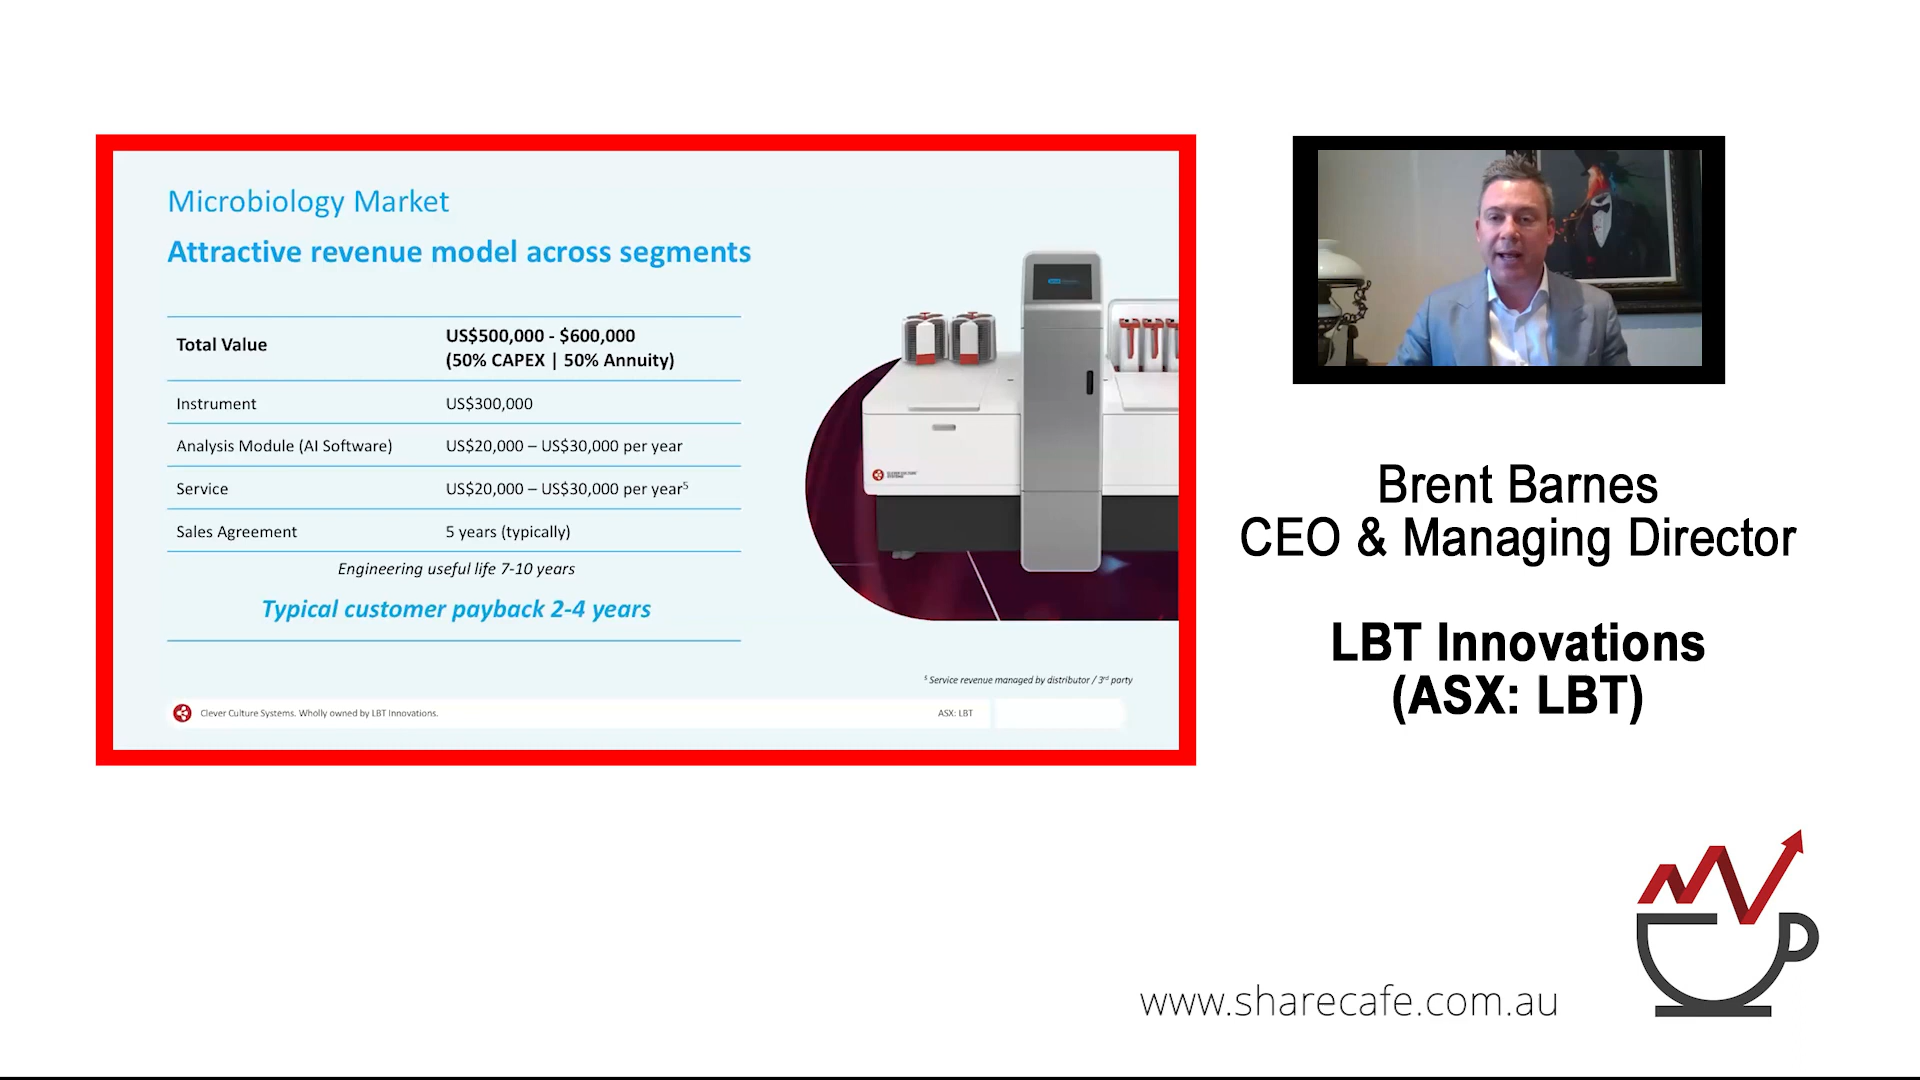 Microbiology Market
Attractive revenue model across segments
Total Value US$500,000 - $600,000
(50% CAPEX | 50% Annuity)
Instrument US$300,000
Analysis Module (AI Software) US$20,000 – US$30,000 per year
Service US$20,000 – US$30,000 per year⁵
Sales Agreement 5 years (typically)
Engineering useful life 7-10 years
Typical customer payback 2-4 years
⁵ Service revenue managed by distributor / 3rd party
Clever Culture Systems. Wholly owned by LBT Innovations. ASX: LBT
Brent Barnes
CEO & Managing Director
LBT Innovations
(ASX: LBT)
www.sharecafe.com.au